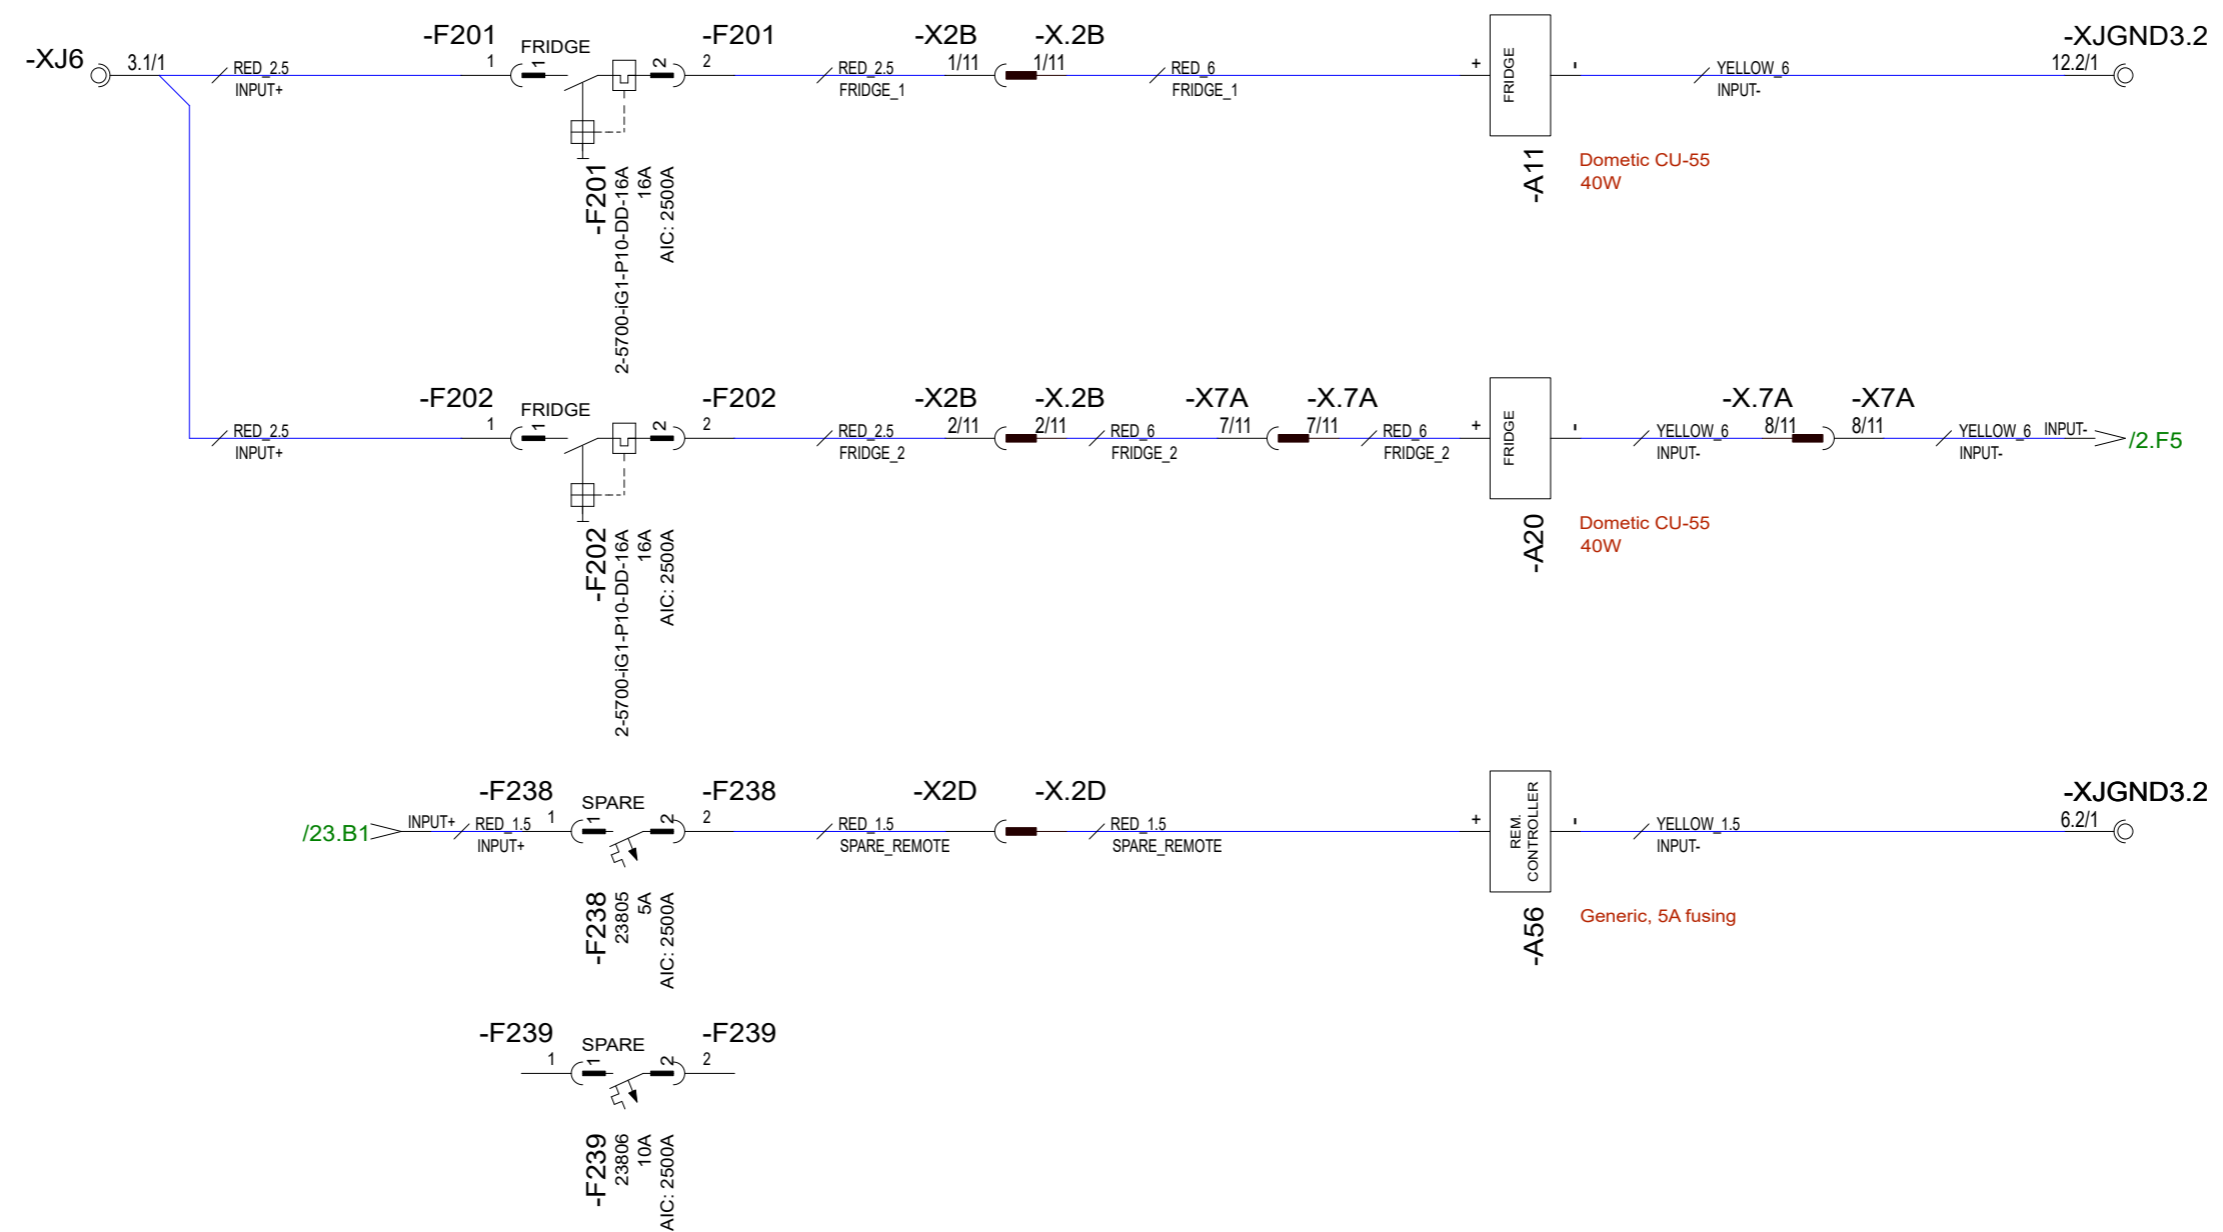 -XJ6
3.1/1
RED_2.5
INPUT+
-F201
1
FRIDGE
1
2
-F201
2
RED_2.5
FRIDGE_1
-X2B
1/11
-X.2B
1/11
RED_6
FRIDGE_1
+
FRIDGE
-
YELLOW_6
INPUT-
-XJGND3.2
12.2/1
-F201
2-5700-iG1-P10-DD-16A
16A
AIC: 2500A
-A11
Dometic CU-55
40W
RED_2.5
INPUT+
-F202
1
FRIDGE
1
2
-F202
2
RED_2.5
FRIDGE_2
-X2B
2/11
-X.2B
2/11
RED_6
FRIDGE_2
-X7A
7/11
-X.7A
7/11
RED_6
FRIDGE_2
+
FRIDGE
-
YELLOW_6
INPUT-
-X.7A
8/11
-X7A
8/11
YELLOW_6
INPUT-
INPUT-
/2.F5
-F202
2-5700-iG1-P10-DD-16A
16A
AIC: 2500A
-A20
Dometic CU-55
40W
/23.B1
INPUT+
RED_1.5
INPUT+
-F238
1
SPARE
1
2
-F238
2
RED_1.5
SPARE_REMOTE
-X2D
-X.2D
RED_1.5
SPARE_REMOTE
+
REM.
CONTROLLER
-
YELLOW_1.5
INPUT-
-XJGND3.2
6.2/1
-F238
23805
5A
AIC: 2500A
-A56
Generic, 5A fusing
-F239
1
SPARE
1
2
-F239
2
-F239
23806
10A
AIC: 2500A